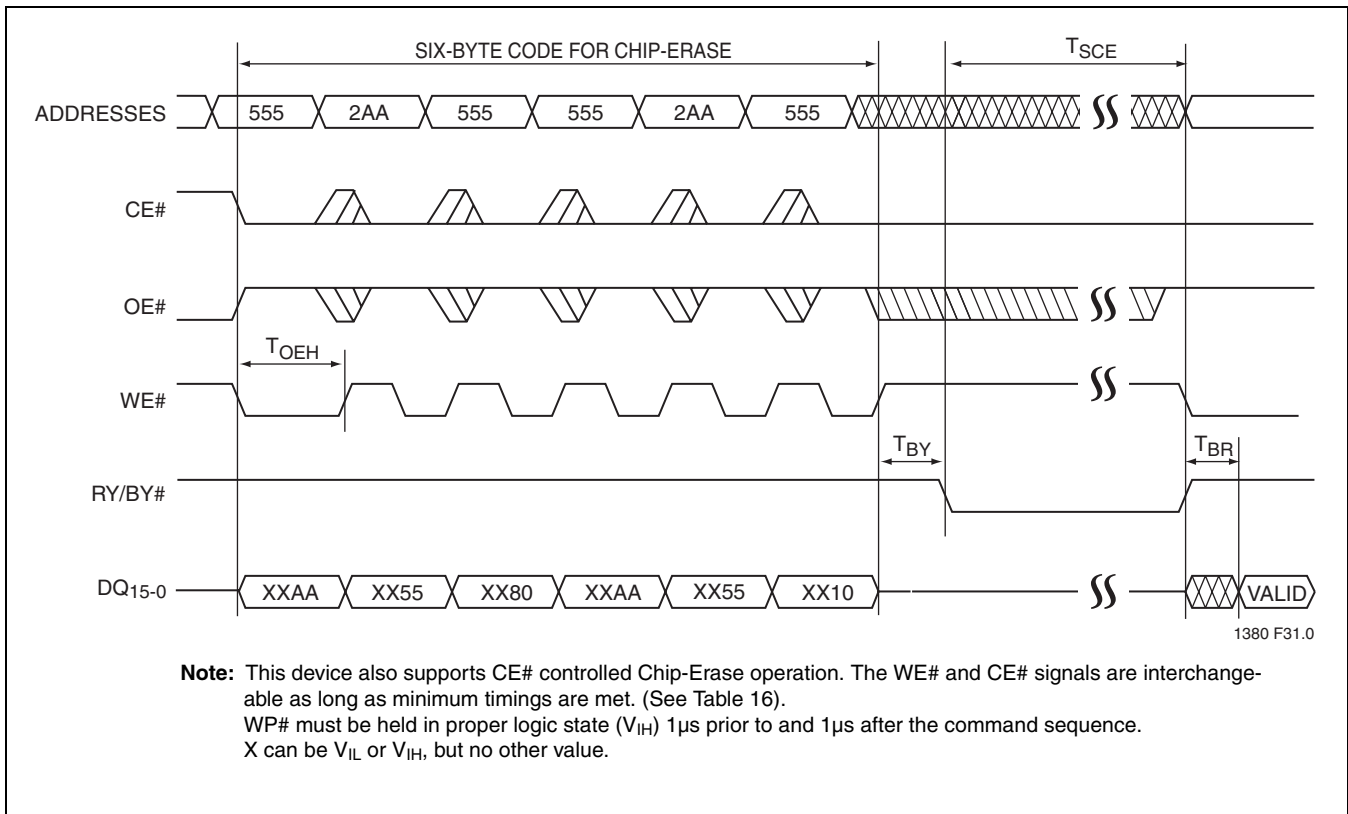 SIX-BYTE CODE FOR CHIP-ERASE
TSCE
ADDRESSES 555 2AA 555 555 2AA 555
CE#
OE#
TOEH
WE#
TBY TBR
RY/BY#
DQ15-0 XXAA XX55 XX80 XXAA XX55 XX10 VALID
1380 F31.0
Note: This device also supports CE# controlled Chip-Erase operation. The WE# and CE# signals are interchange-
able as long as minimum timings are met. (See Table 16).
WP# must be held in proper logic state (VIH) 1µs prior to and 1µs after the command sequence.
X can be VIL or VIH, but no other value.